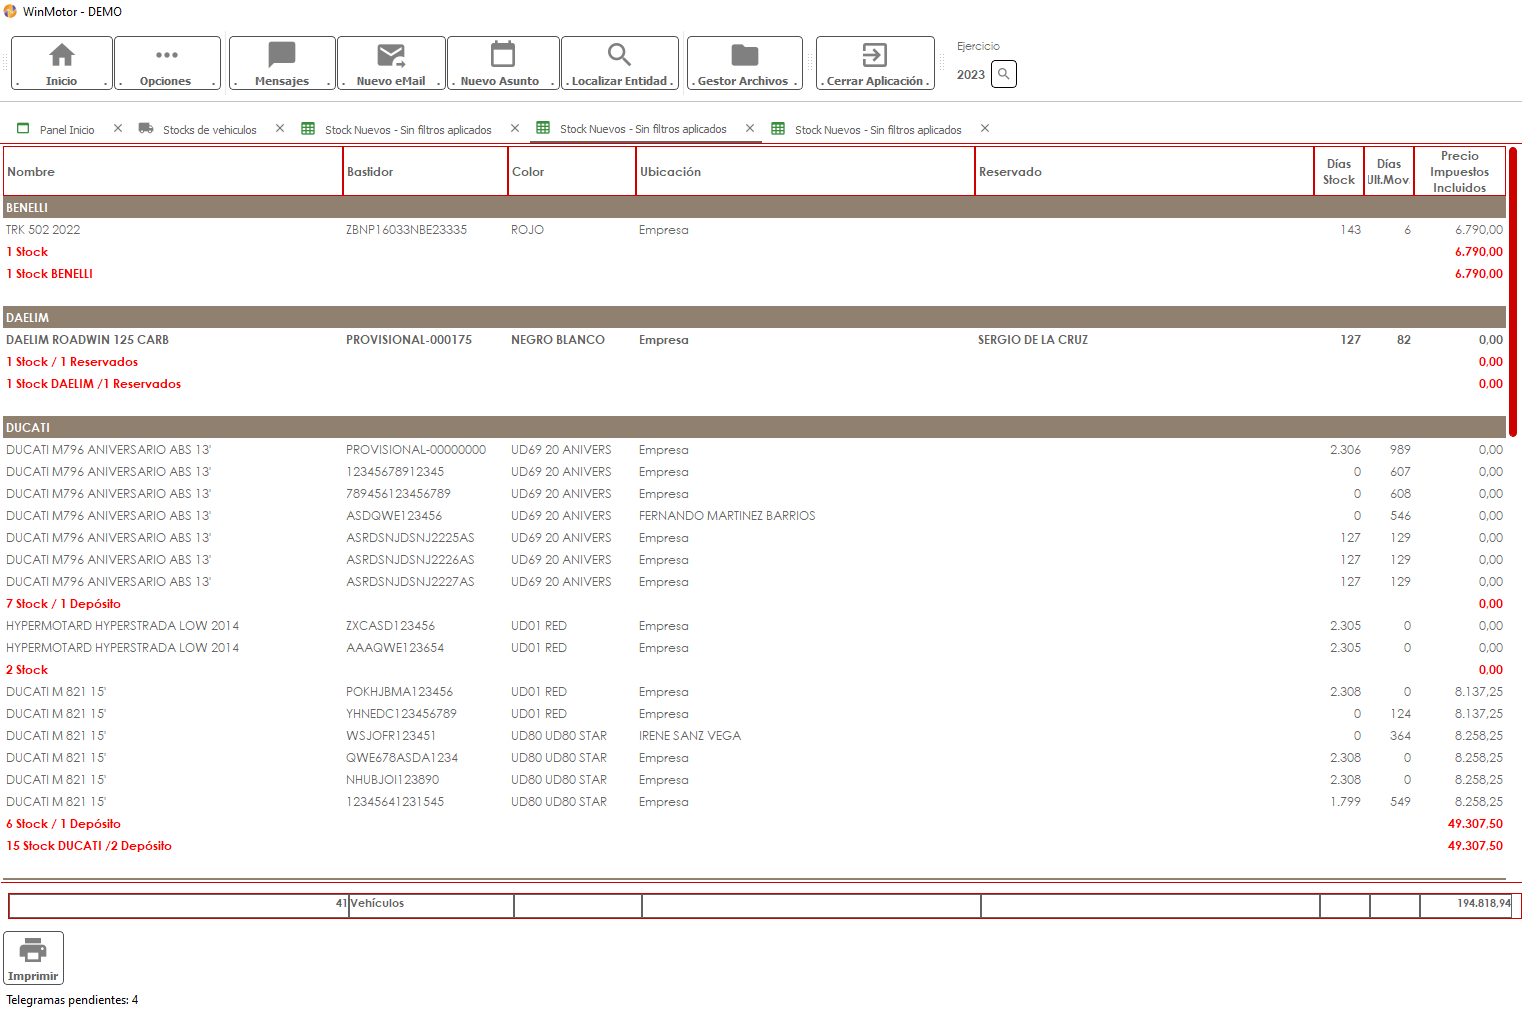 WinMotor - DEMO
. Inicio .
. Opciones .
. Mensajes .
. Nuevo eMail .
. Nuevo Asunto .
. Localizar Entidad .
. Gestor Archivos .
. Cerrar Aplicación .
Ejercicio
2023
Panel Inicio
Stocks de vehiculos
Stock Nuevos - Sin filtros aplicados
Stock Nuevos - Sin filtros aplicados
Stock Nuevos - Sin filtros aplicados
Nombre Bastidor Color Ubicación Reservado Días Stock Días Ult.Mov Precio Impuestos Incluidos
BENELLI
TRK 502 2022 ZBNP16033NBE23335 ROJO Empresa 143 6 6.790,00
1 Stock 6.790,00
1 Stock BENELLI 6.790,00
DAELIM
DAELIM ROADWIN 125 CARB PROVISIONAL-000175 NEGRO BLANCO Empresa SERGIO DE LA CRUZ 127 82 0,00
1 Stock / 1 Reservados 0,00
1 Stock DAELIM /1 Reservados 0,00
DUCATI
DUCATI M796 ANIVERSARIO ABS 13' PROVISIONAL-00000000 UD69 20 ANIVERS Empresa 2.306 989 0,00
DUCATI M796 ANIVERSARIO ABS 13' 12345678912345 UD69 20 ANIVERS Empresa 0 607 0,00
DUCATI M796 ANIVERSARIO ABS 13' 789456123456789 UD69 20 ANIVERS Empresa 0 608 0,00
DUCATI M796 ANIVERSARIO ABS 13' ASDQWE123456 UD69 20 ANIVERS FERNANDO MARTINEZ BARRIOS 0 546 0,00
DUCATI M796 ANIVERSARIO ABS 13' ASRDSNJDSNJ2225AS UD69 20 ANIVERS Empresa 127 129 0,00
DUCATI M796 ANIVERSARIO ABS 13' ASRDSNJDSNJ2226AS UD69 20 ANIVERS Empresa 127 129 0,00
DUCATI M796 ANIVERSARIO ABS 13' ASRDSNJDSNJ2227AS UD69 20 ANIVERS Empresa 127 129 0,00
7 Stock / 1 Depósito 0,00
HYPERMOTARD HYPERSTRADA LOW 2014 ZXCASD123456 UD01 RED Empresa 2.305 0 0,00
HYPERMOTARD HYPERSTRADA LOW 2014 AAAQWE123654 UD01 RED Empresa 2.305 0 0,00
2 Stock 0,00
DUCATI M 821 15' POKHJBMA123456 UD01 RED Empresa 2.308 0 8.137,25
DUCATI M 821 15' YHNEDC123456789 UD01 RED Empresa 0 124 8.137,25
DUCATI M 821 15' WSJOFR123451 UD80 UD80 STAR IRENE SANZ VEGA 0 364 8.258,25
DUCATI M 821 15' QWE678ASDA1234 UD80 UD80 STAR Empresa 2.308 0 8.258,25
DUCATI M 821 15' NHUBJOI123890 UD80 UD80 STAR Empresa 2.308 0 8.258,25
DUCATI M 821 15' 12345641231545 UD80 UD80 STAR Empresa 1.799 549 8.258,25
6 Stock / 1 Depósito 49.307,50
15 Stock DUCATI /2 Depósito 49.307,50
41 Vehículos 194.818,94
Imprimir
Telegramas pendientes: 4